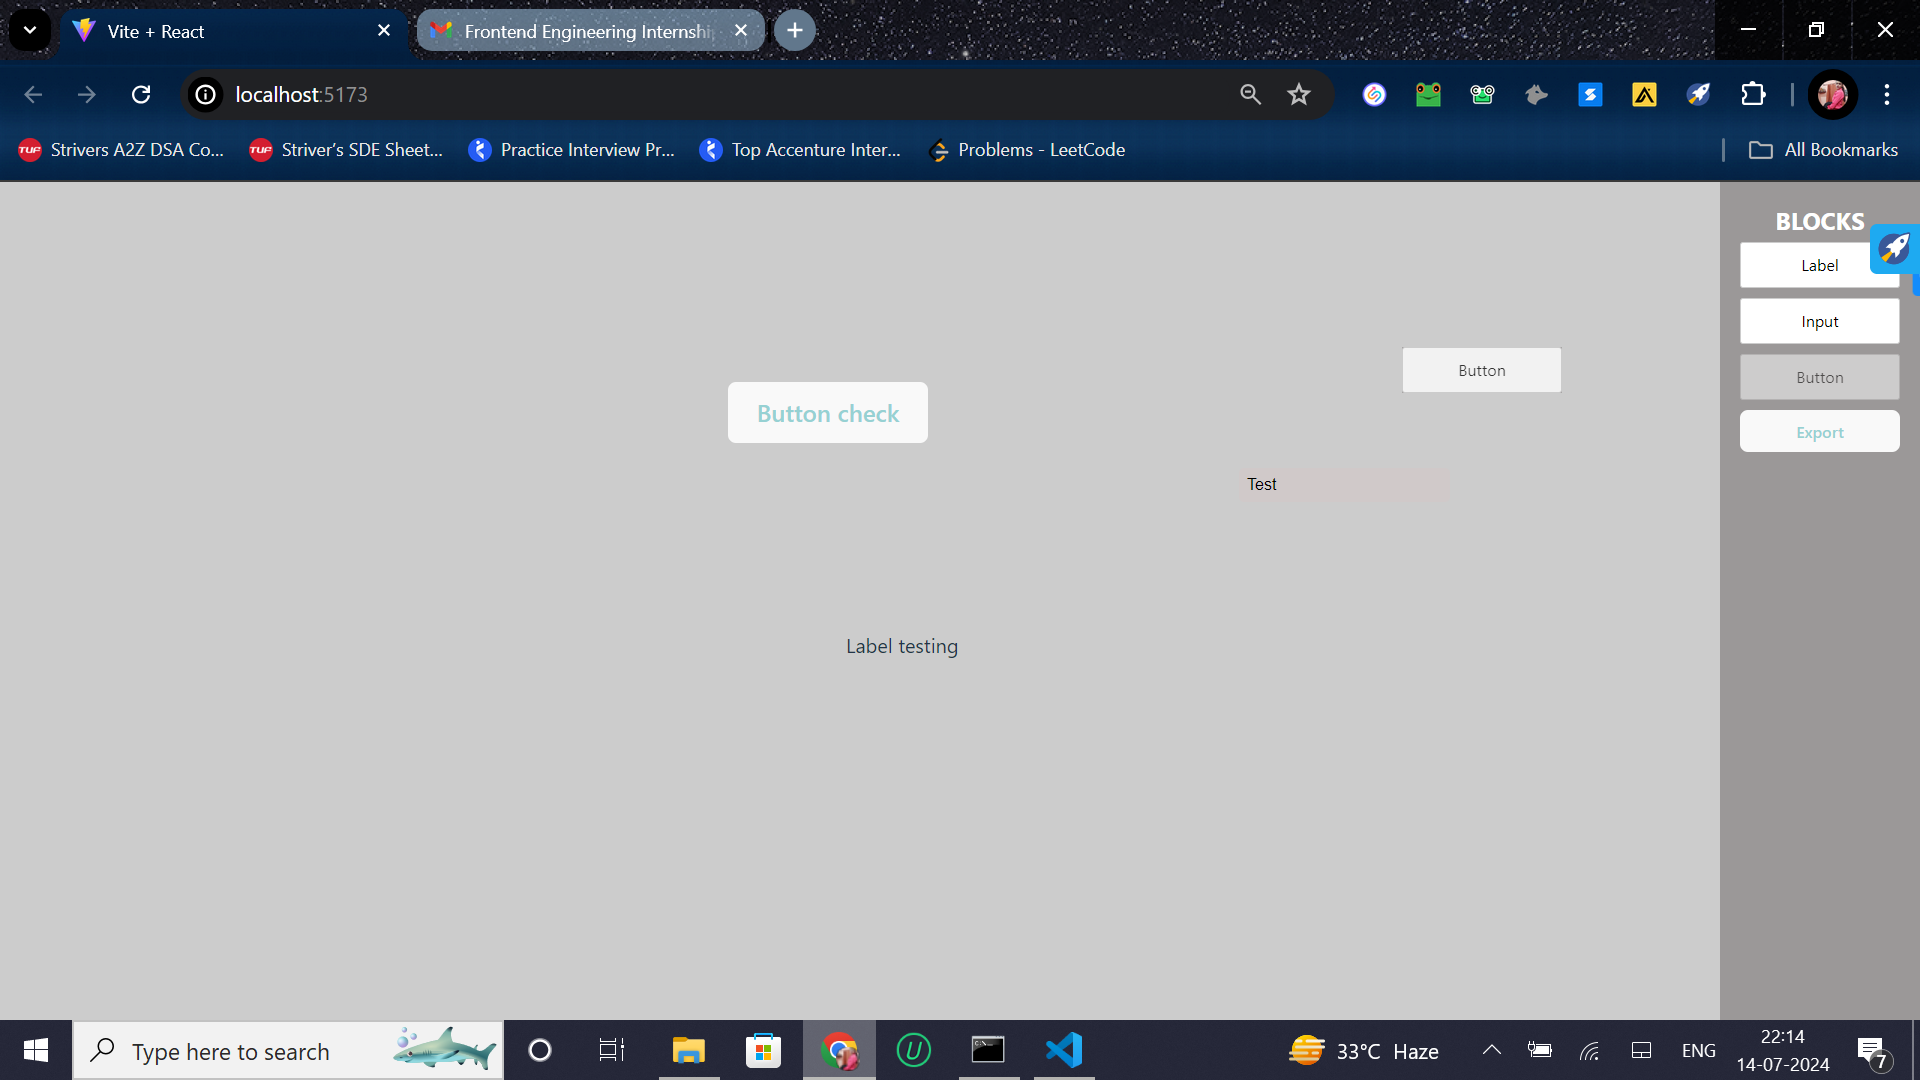 Vite + React
Frontend Engineering Internshi
localhost:5173
TUF Strivers A2Z DSA Co...
TUF Striver's SDE Sheet...
Practice Interview Pr...
Top Accenture Inter...
Problems - LeetCode
All Bookmarks
BLOCKS
Label
Input
Button
Export
Button
Button check
Test
Label testing
Type here to search
33°C Haze
ENG
22:14
14-07-2024
7